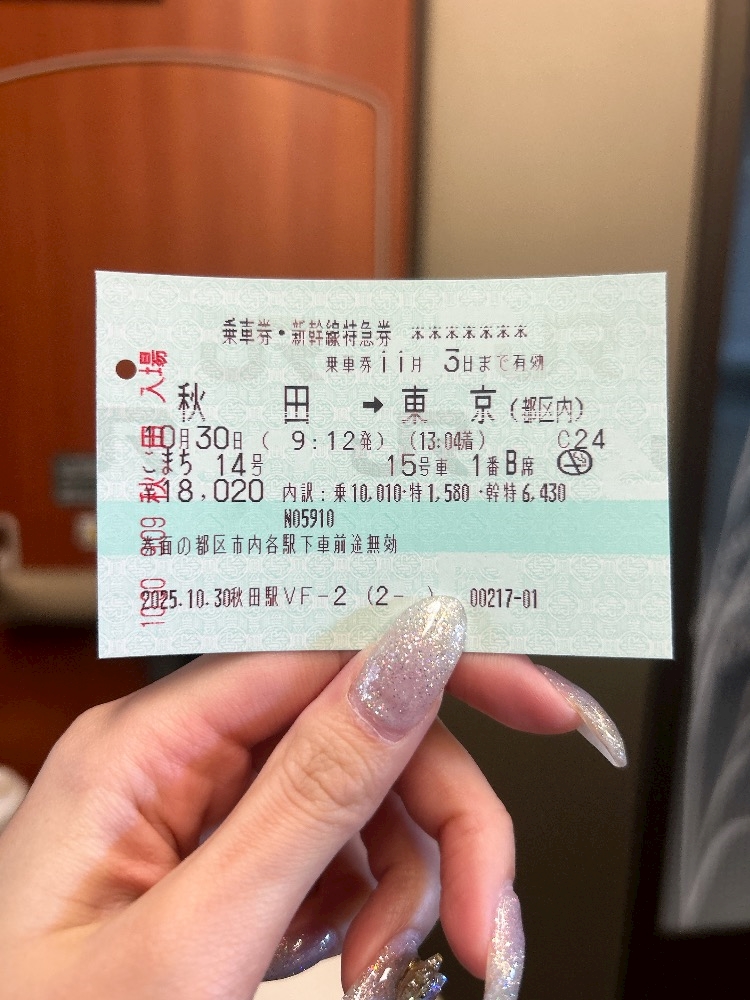 乗車券・新幹線特急券 *******
乗車券11月 3日まで有効
秋 田 → 東 京 (都区内)
10月30日 ( 9:12発) (13:04着) C24
こまち 14号 15号車 1番B席
¥18,020 内訳:乗10,010・特1,580・幹特6,430
N05910
券面の都区市内各駅下車前途無効
2025.10.30秋田駅VF-2 (2- ) 00217-01
10.30 909 秋田 入場